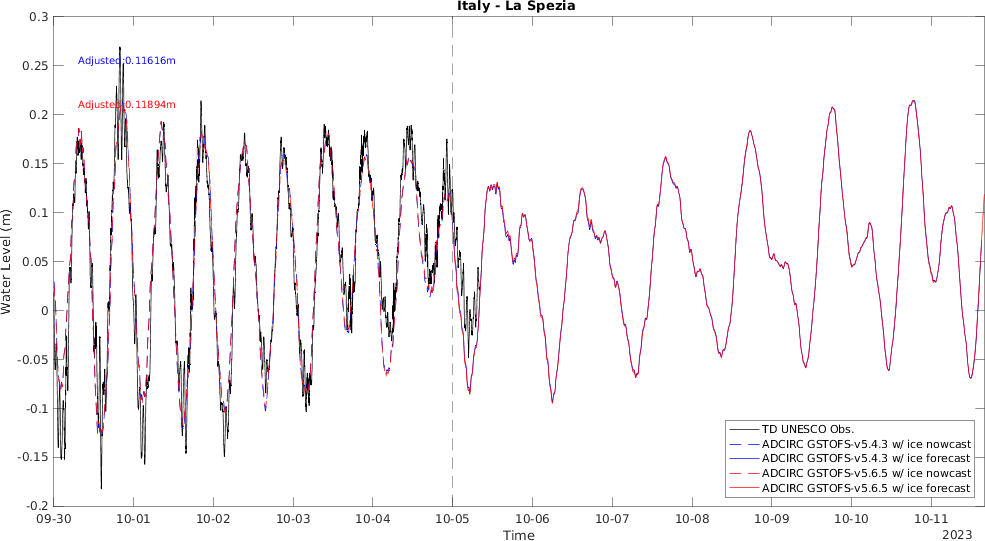 Italy - La Spezia
0.3
0.25
0.2
0.15
0.1
0.05
0
-0.05
-0.1
-0.15
-0.2
Water Level (m)
Adjusted:0.11616m
Adjusted:0.11894m
TD UNESCO Obs.
ADCIRC GSTOFS-v5.4.3 w/ ice nowcast
ADCIRC GSTOFS-v5.4.3 w/ ice forecast
ADCIRC GSTOFS-v5.6.5 w/ ice nowcast
ADCIRC GSTOFS-v5.6.5 w/ ice forecast
09-30 10-01 10-02 10-03 10-04 10-05 10-06 10-07 10-08 10-09 10-10 10-11
Time
2023